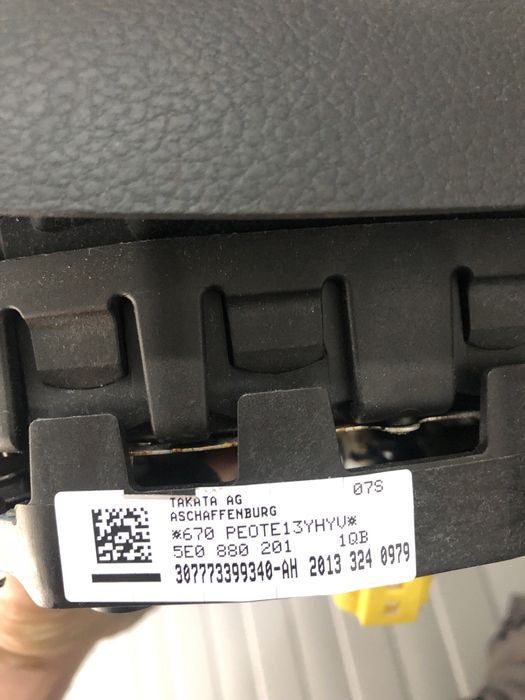 TAKATA AG 07S
ASCHAFFENBURG
*670 PEOTE13YHYV*
5E0 880 201 1QB
307773399340-AH 2013 324 0979